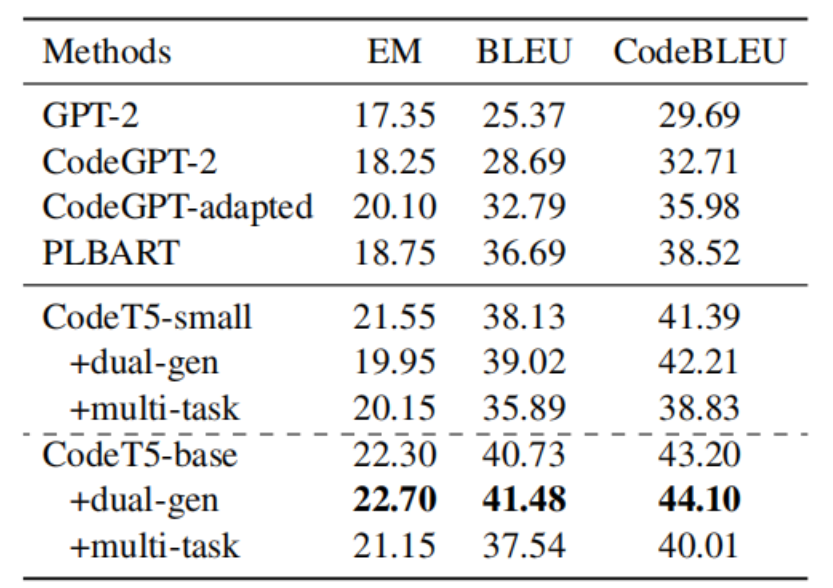 Methods EM BLEU CodeBLEU
GPT-2 17.35 25.37 29.69
CodeGPT-2 18.25 28.69 32.71
CodeGPT-adapted 20.10 32.79 35.98
PLBART 18.75 36.69 38.52
CodeT5-small 21.55 38.13 41.39
+dual-gen 19.95 39.02 42.21
+multi-task 20.15 35.89 38.83
CodeT5-base 22.30 40.73 43.20
+dual-gen 22.70 41.48 44.10
+multi-task 21.15 37.54 40.01